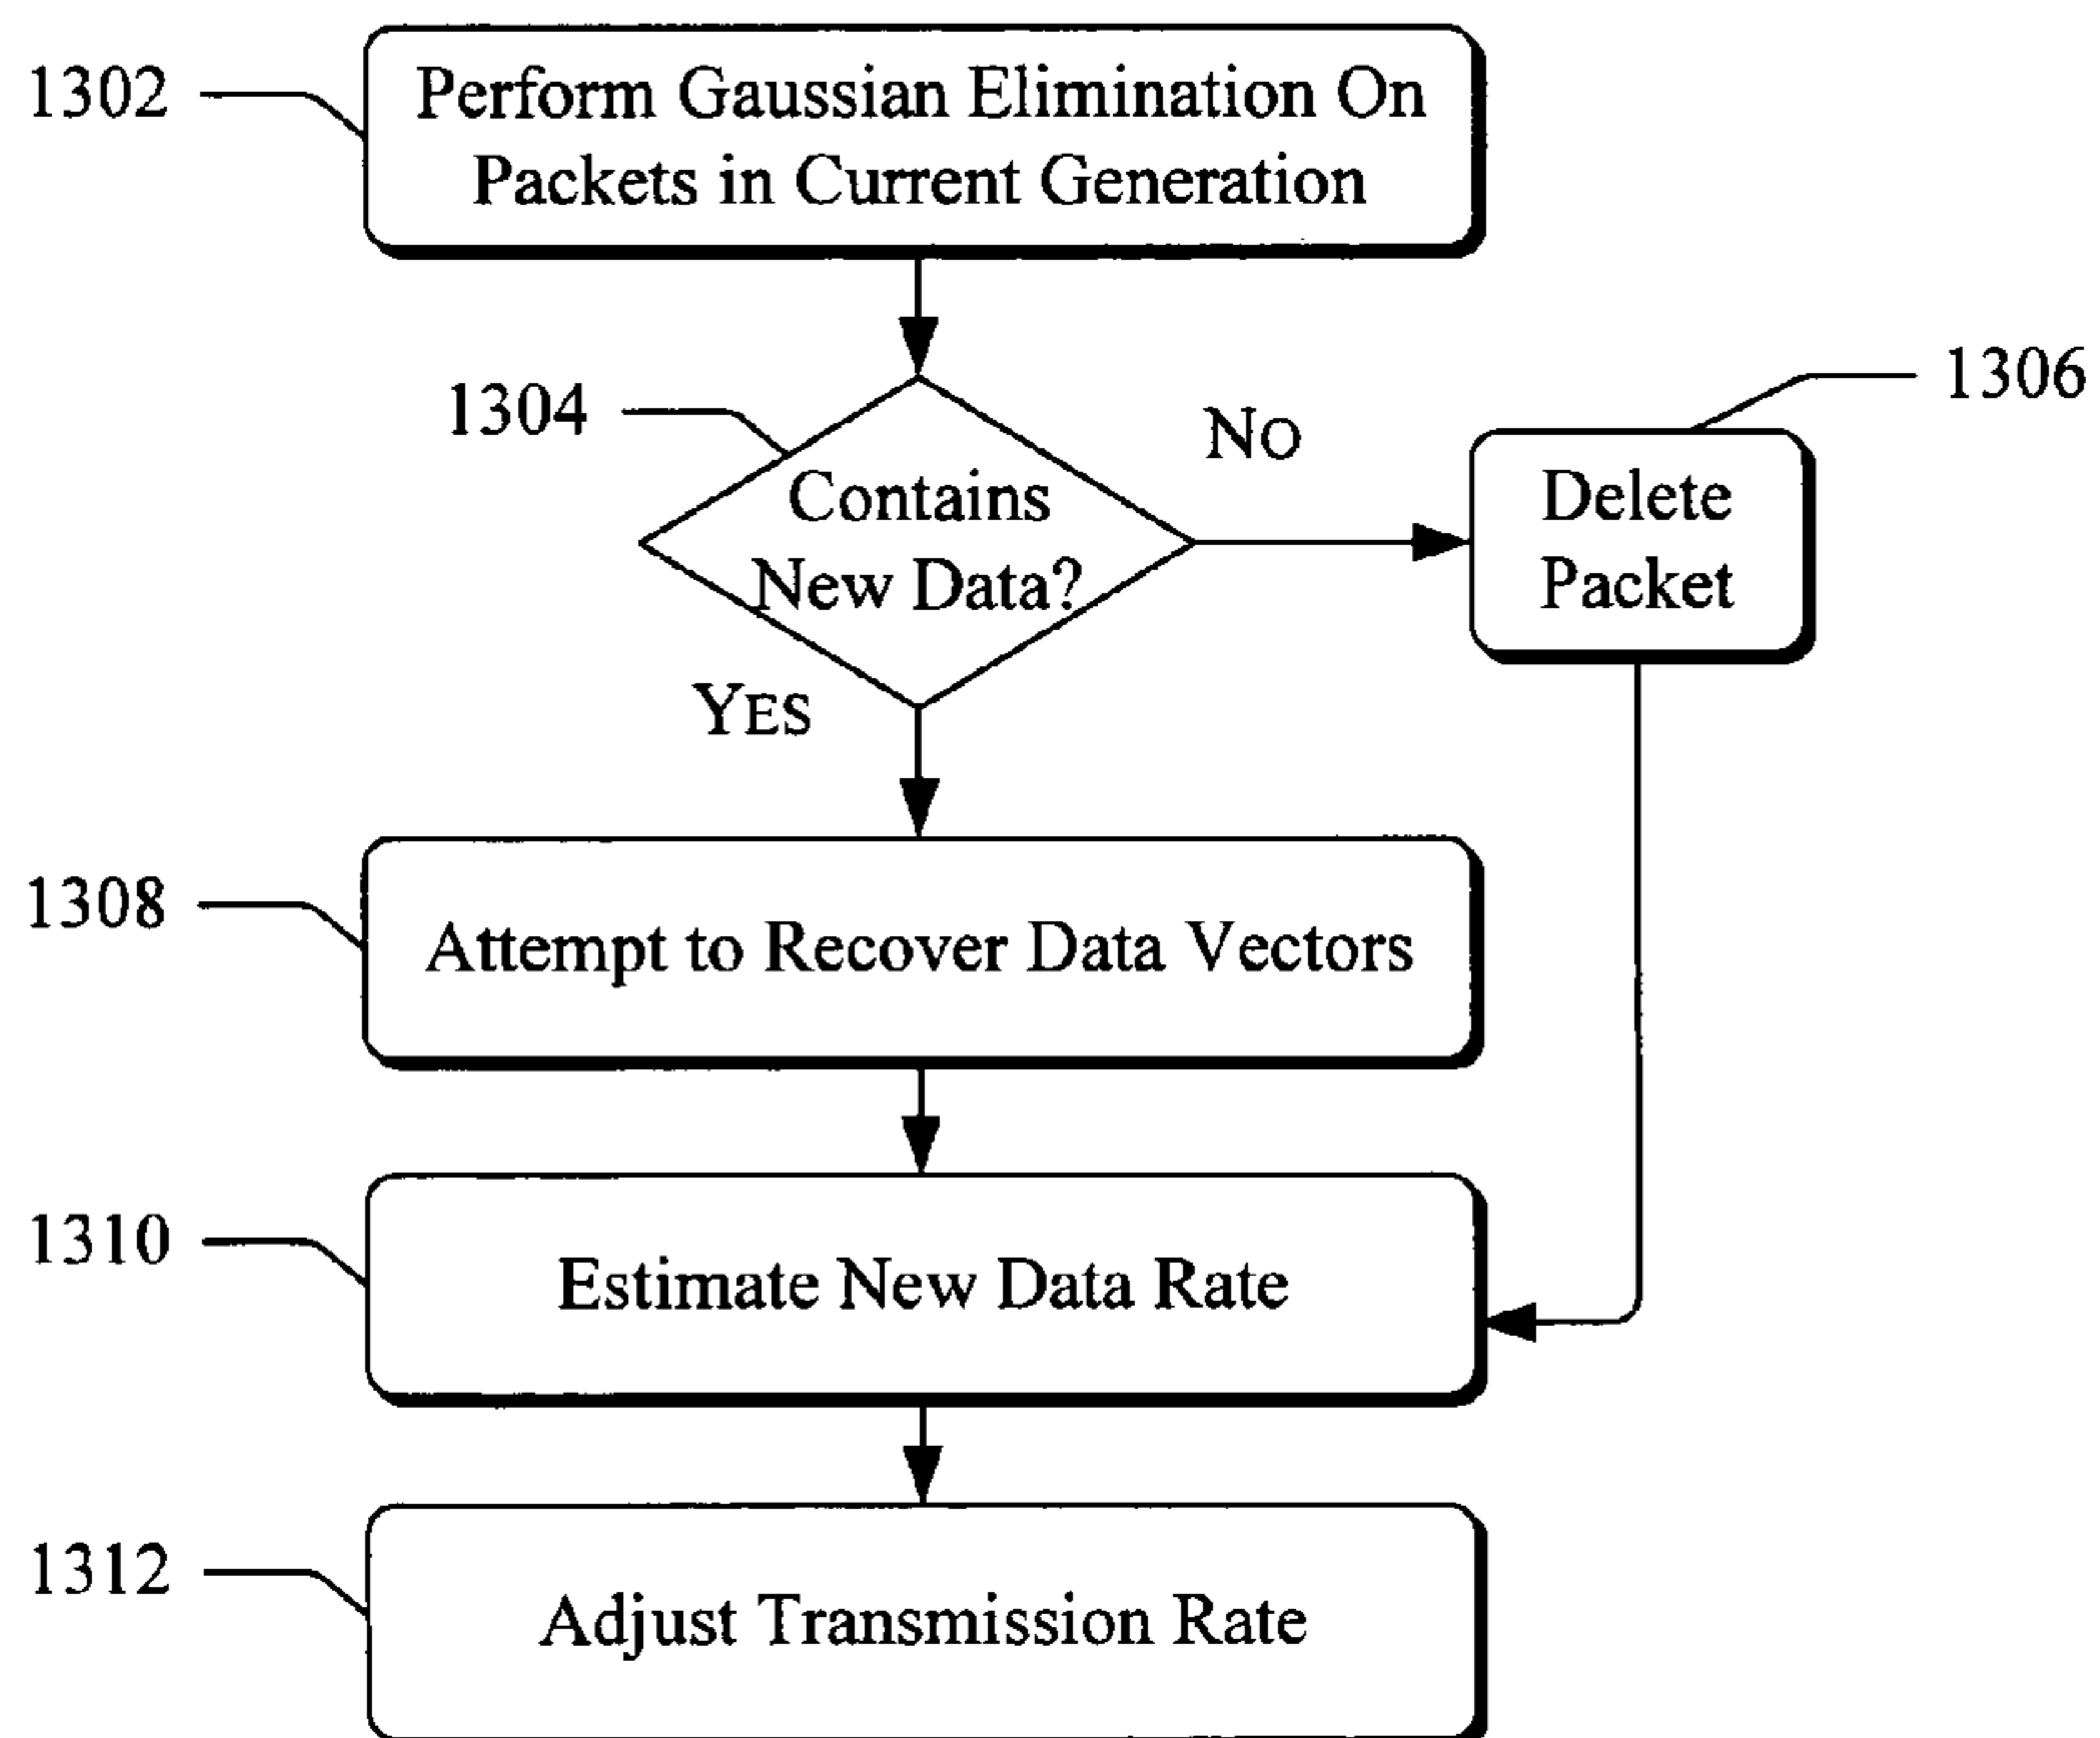 1302
Perform Gaussian Elimination On
Packets in Current Generation
1304
Contains
New Data?
NO
1306
Delete
Packet
YES
1308
Attempt to Recover Data Vectors
1310
Estimate New Data Rate
1312
Adjust Transmission Rate